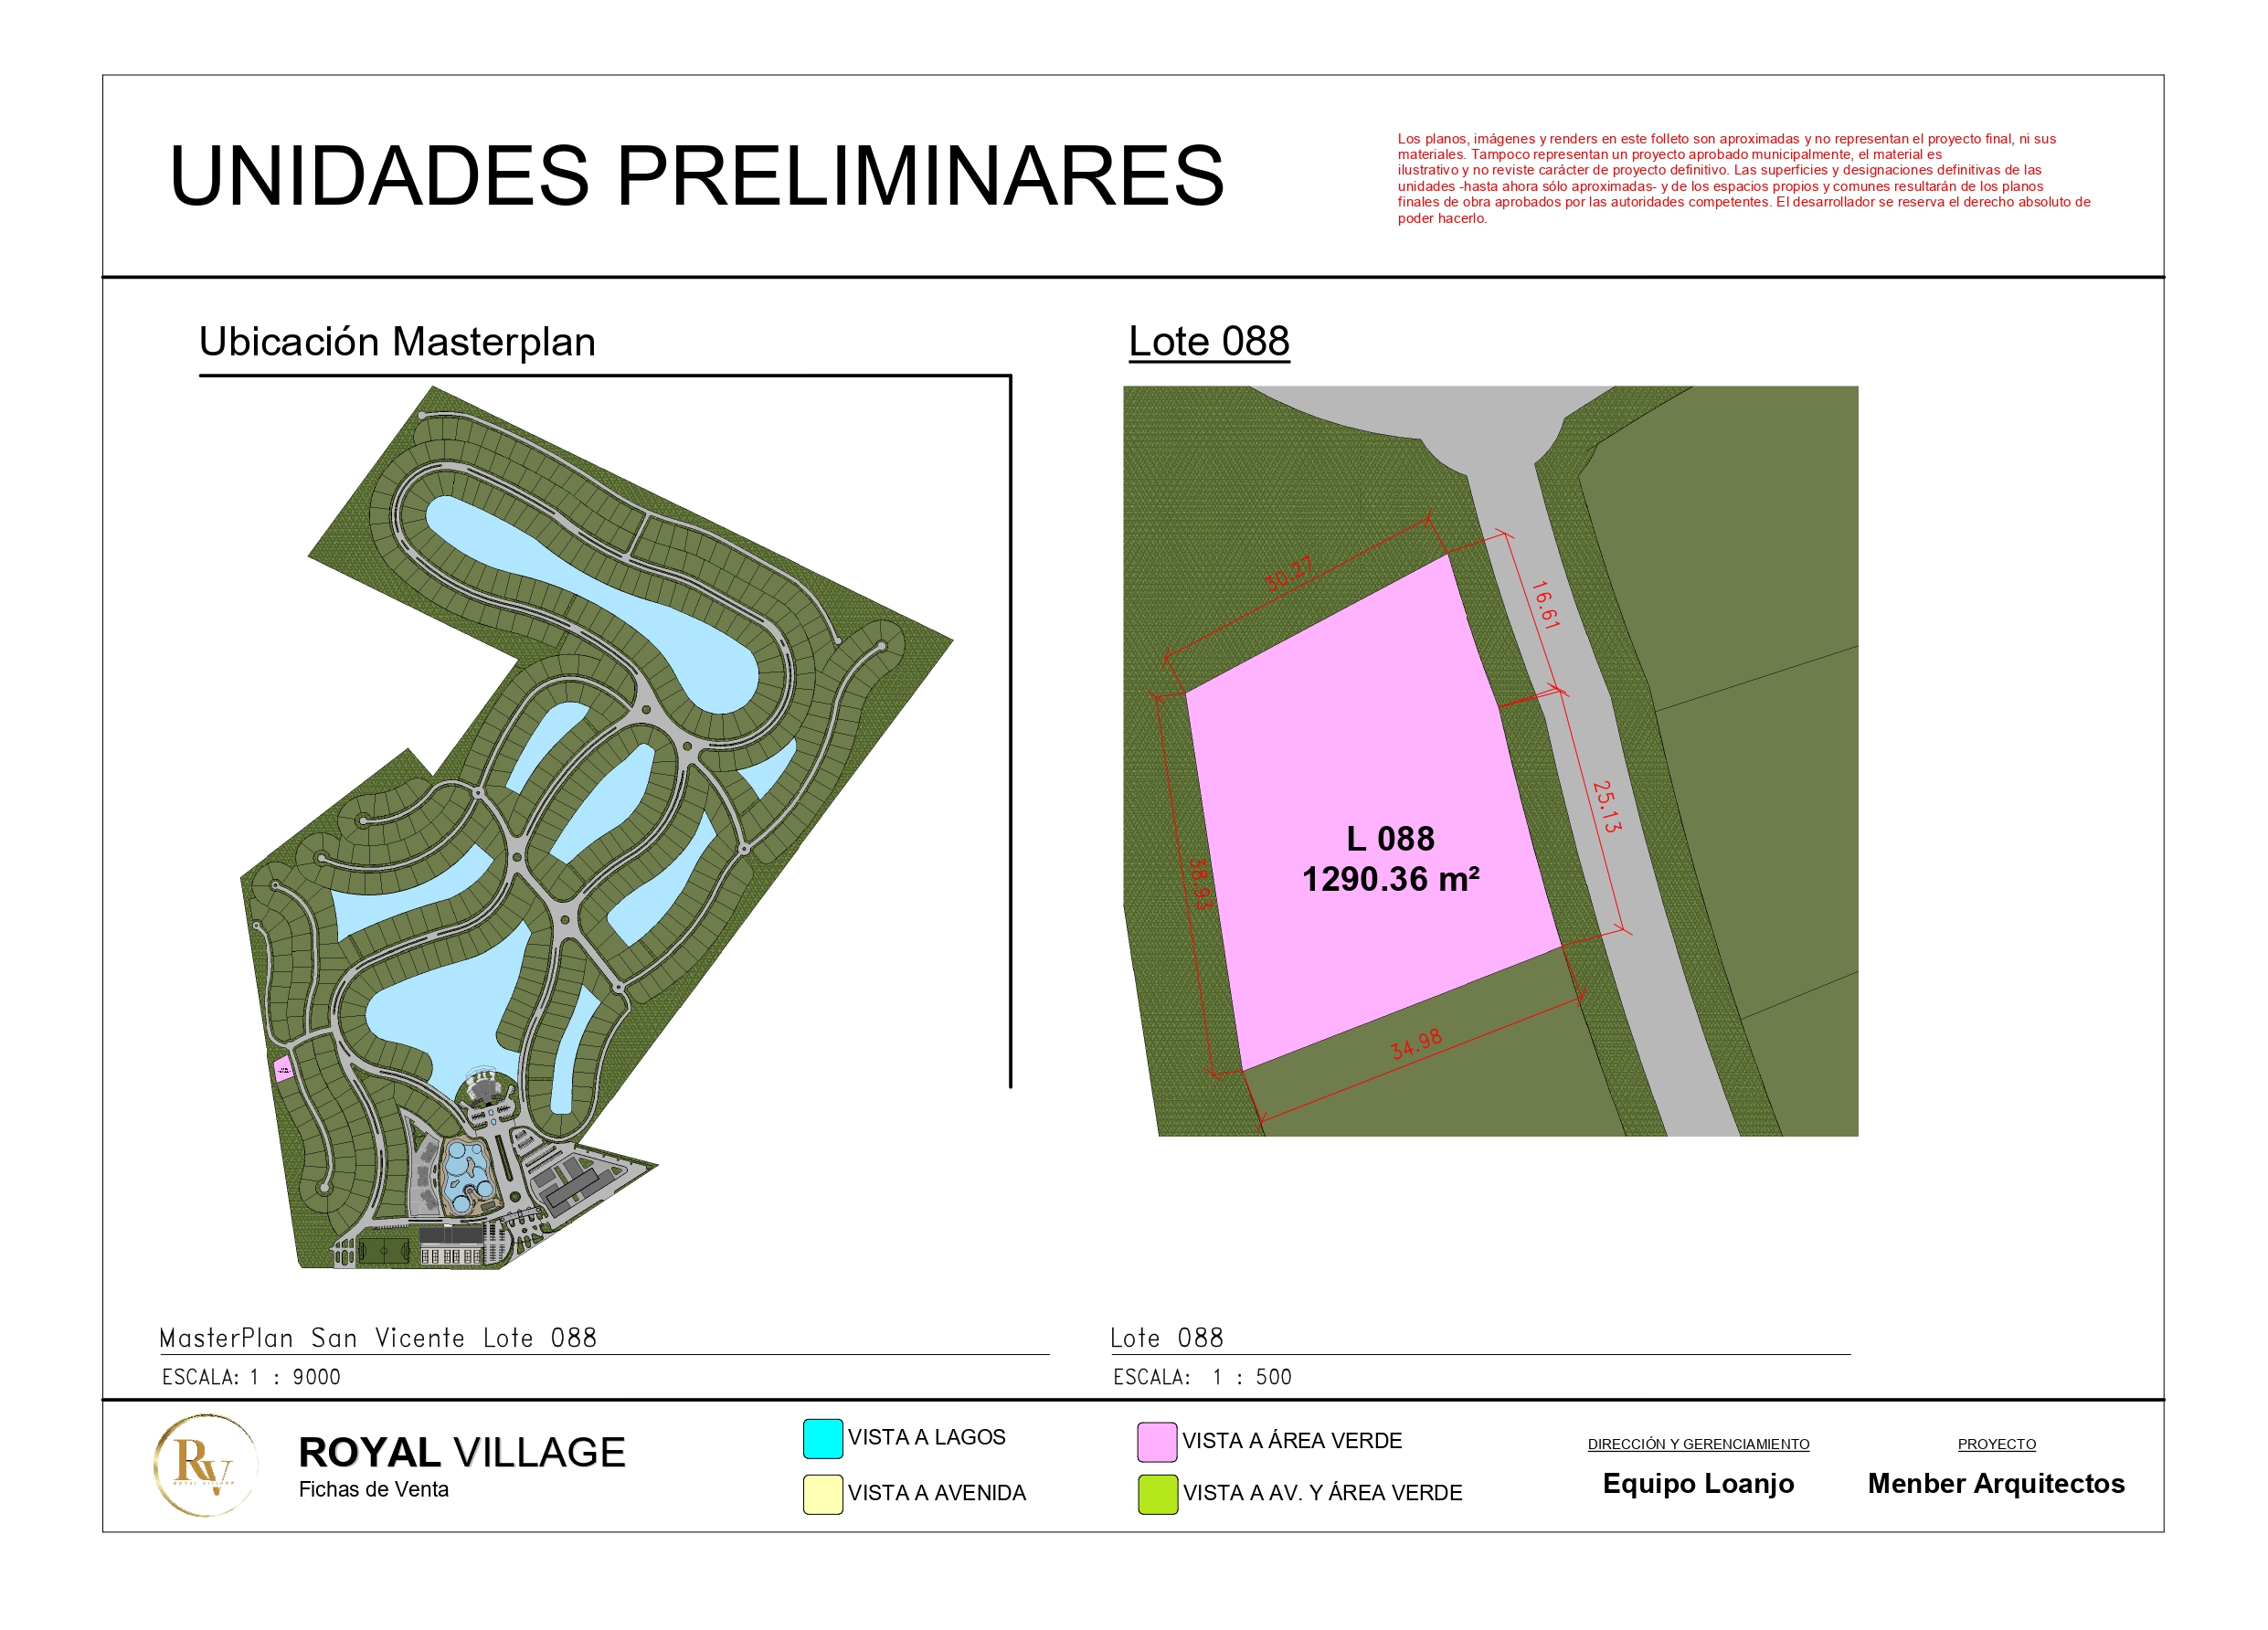 UNIDADES PRELIMINARES
Los planos, imágenes y renders en este folleto son aproximadas y no representan el proyecto final, ni sus
materiales. Tampoco representan un proyecto aprobado municipalmente, el material es
ilustrativo y no reviste carácter de proyecto definitivo. Las superficies y designaciones definitivas de las
unidades -hasta ahora sólo aproximadas- y de los espacios propios y comunes resultarán de los planos
finales de obra aprobados por las autoridades competentes. El desarrollador se reserva el derecho absoluto de
poder hacerlo.
Ubicación Masterplan
Lote 088
30.27
16.61
25.13
38.93
34.98
L 088
1290.36 m²
MasterPlan San Vicente Lote 088
ESCALA: 1 : 9000
Lote 088
ESCALA: 1 : 500
RV
ROYAL VILLAGE
ROYAL VILLAGE
Fichas de Venta
VISTA A LAGOS
VISTA A AVENIDA
VISTA A ÁREA VERDE
VISTA A AV. Y ÁREA VERDE
DIRECCIÓN Y GERENCIAMIENTO
Equipo Loanjo
PROYECTO
Menber Arquitectos